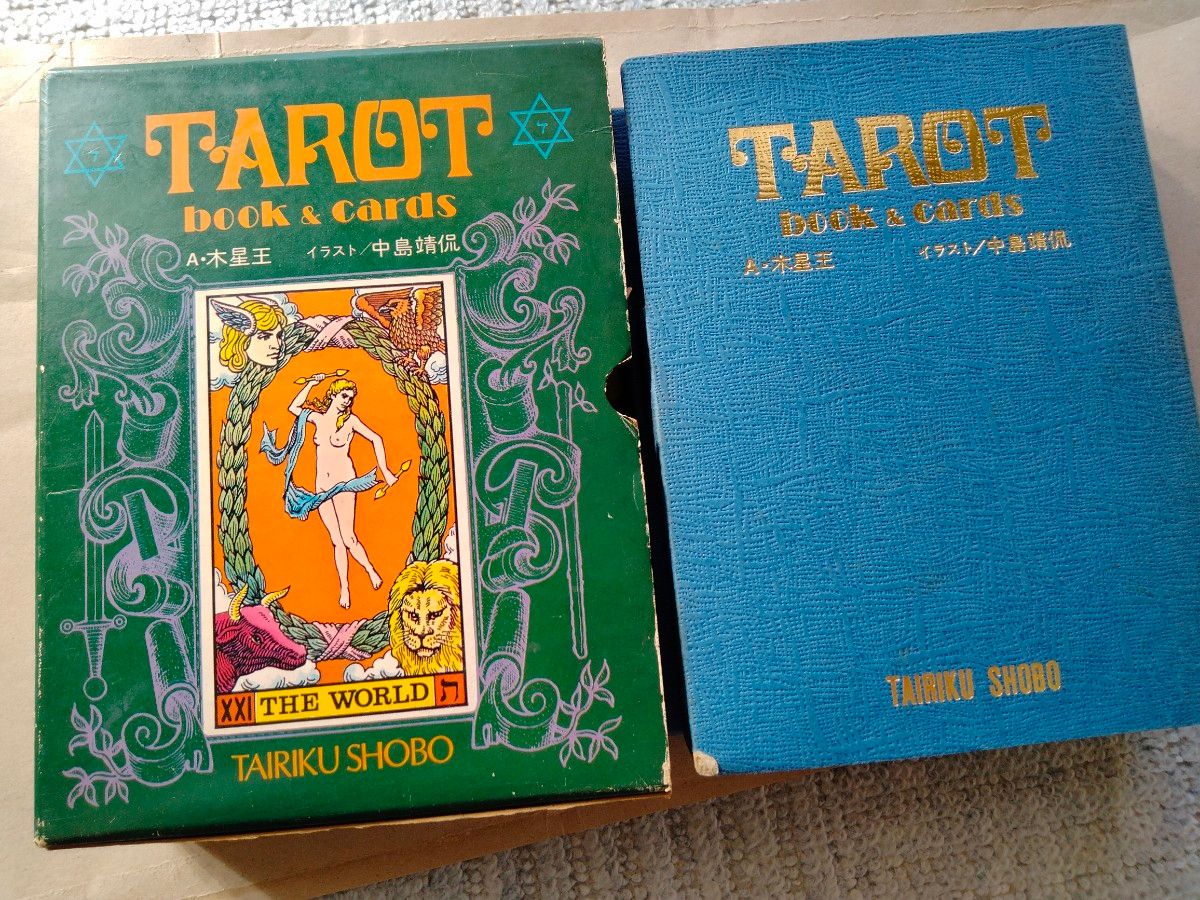 TAROT
book & cards
A・木星王 イラスト/中島靖侃
XXI THE WORLD ת
TAIRIKU SHOBO
TAROT
book & cards
A・木星王 イラスト/中島靖侃
TAIRIKU SHOBO